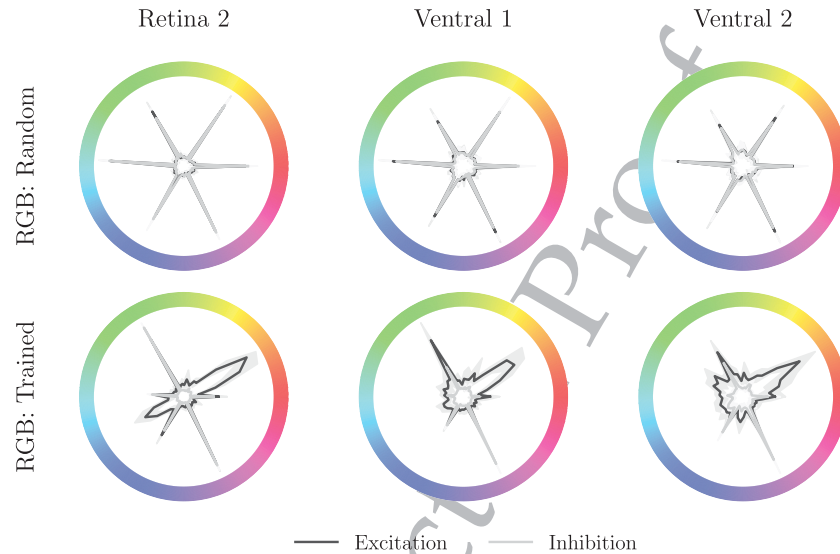 Retina 2 Ventral 1 Ventral 2
RGB: Random
RGB: Trained
Excitation Inhibition